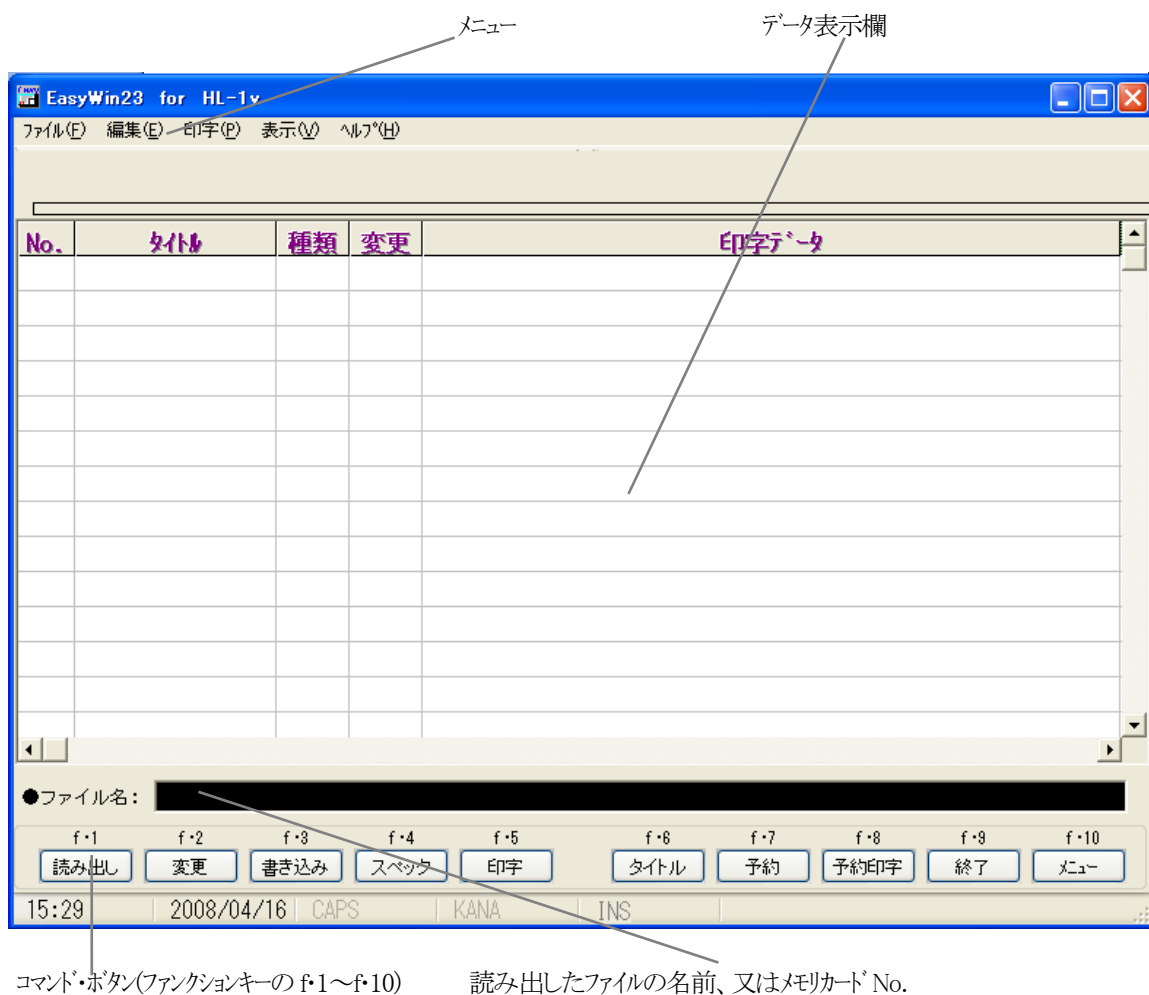 メニュー データ表示欄
EasyWin23 for HL-1v
ファイル(F) 編集(E) 印字(P) 表示(V) ヘルプ(H)
No. タイトル 種類 変更 印字データ
●ファイル名:
f・1 f・2 f・3 f・4 f・5 f・6 f・7 f・8 f・9 f・10
読み出し 変更 書き込み スペック 印字 タイトル 予約 予約印字 終了 メニュー
15:29 2008/04/16 CAPS KANA INS
コマンド・ボタン(ファンクションキーの f・1～f・10) 読み出したファイルの名前、又はメモリカード No.